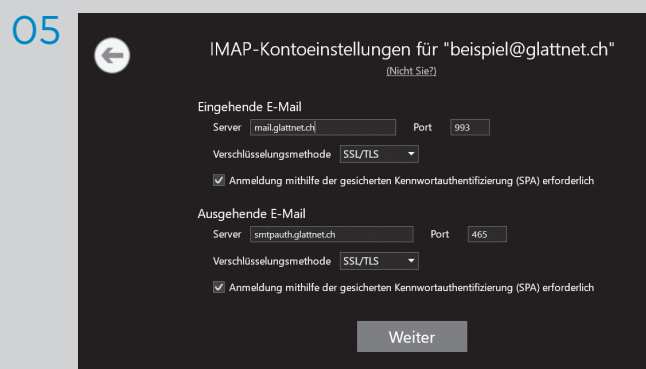 05
IMAP-Kontoeinstellungen für "beispiel@glattnet.ch"
(Nicht Sie?)
Eingehende E-Mail
Server mail.glattnet.ch Port 993
Verschlüsselungsmethode SSL/TLS
Anmeldung mithilfe der gesicherten Kennwortauthentifizierung (SPA) erforderlich
Ausgehende E-Mail
Server smtpauth.glattnet.ch Port 465
Verschlüsselungsmethode SSL/TLS
Anmeldung mithilfe der gesicherten Kennwortauthentifizierung (SPA) erforderlich
Weiter